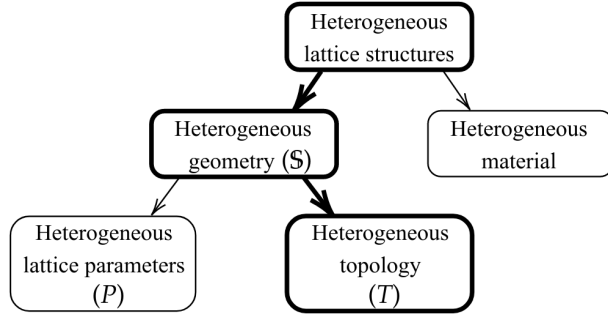 Heterogeneous
lattice structures
Heterogeneous
geometry (𝕊)
Heterogeneous
material
Heterogeneous
lattice parameters
(P)
Heterogeneous
topology
(T)